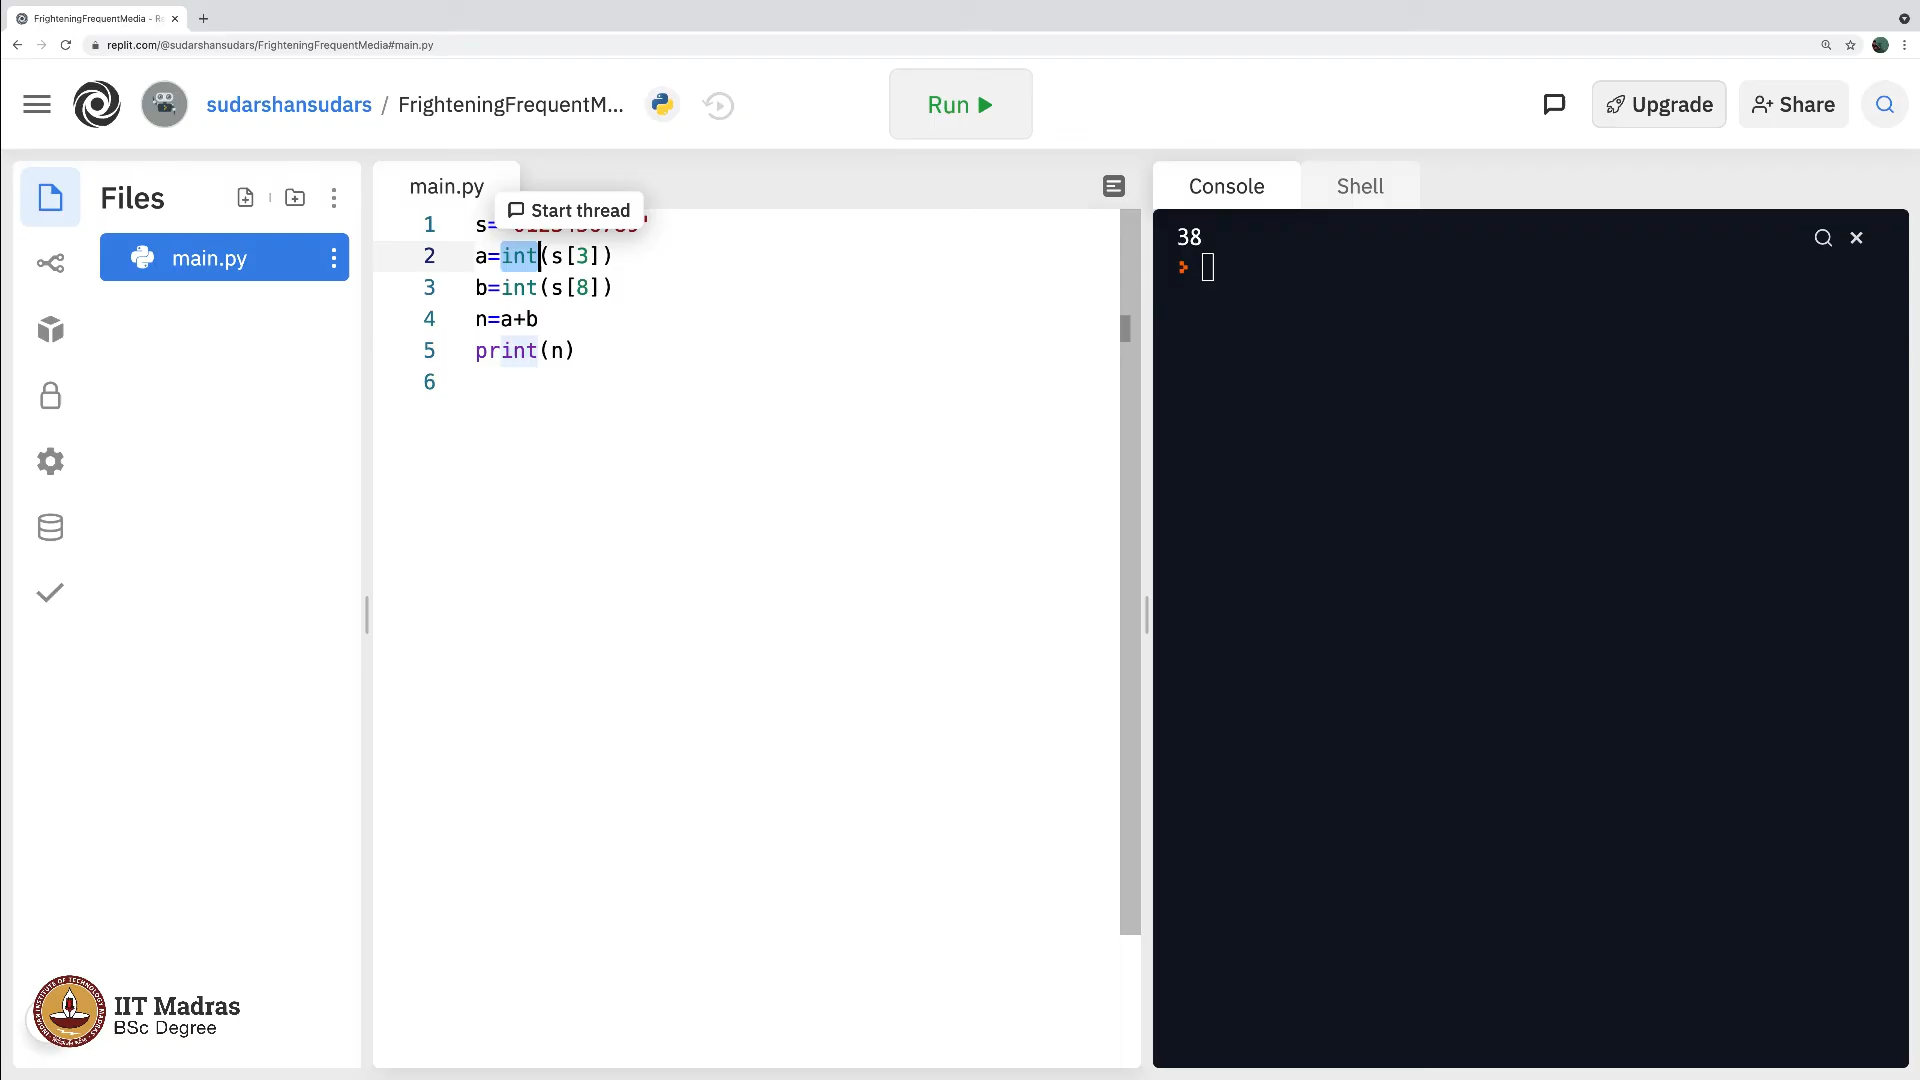 FrighteningFrequentMedia - Re
replit.com/@sudarshansudars/FrighteningFrequentMedia#main.py
sudarshansudars / FrighteningFrequentM...
Run
Upgrade
Share
Files
main.py
main.py
Start thread
1 s=
2 a=int(s[3])
3 b=int(s[8])
4 n=a+b
5 print(n)
6
Console
Shell
38
IIT Madras
BSc Degree